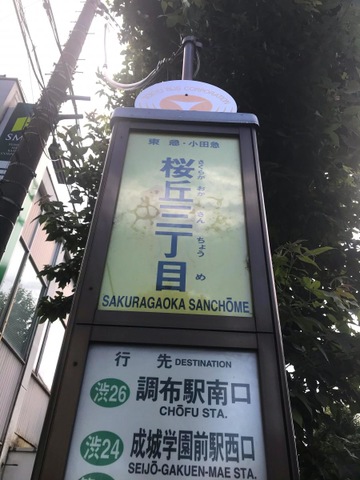 東急・小田急
桜丘三丁目
さくらがおかさんちょうめ
SAKURAGAOKA SANCHŌME
行先 DESTINATION
渋26 調布駅南口
CHŌFU STA.
渋24 成城学園前駅西口
SEIJŌ-GAKUEN-MAE STA.